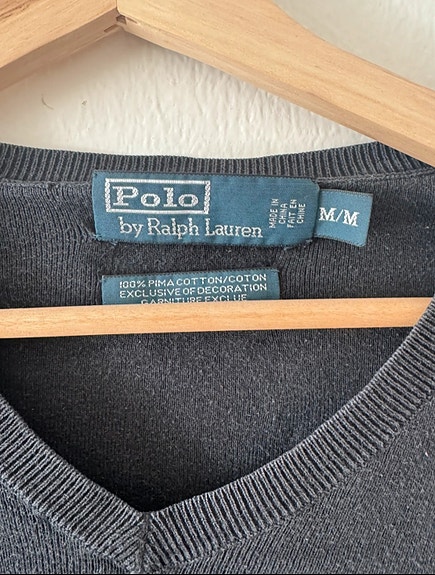 Polo
by Ralph Lauren
MADE IN
CHINA
FAIT EN
CHINE
M/M
100% PIMA COTTON/COTON
EXCLUSIVE OF DECORATION
GARNITURE EXCLUE